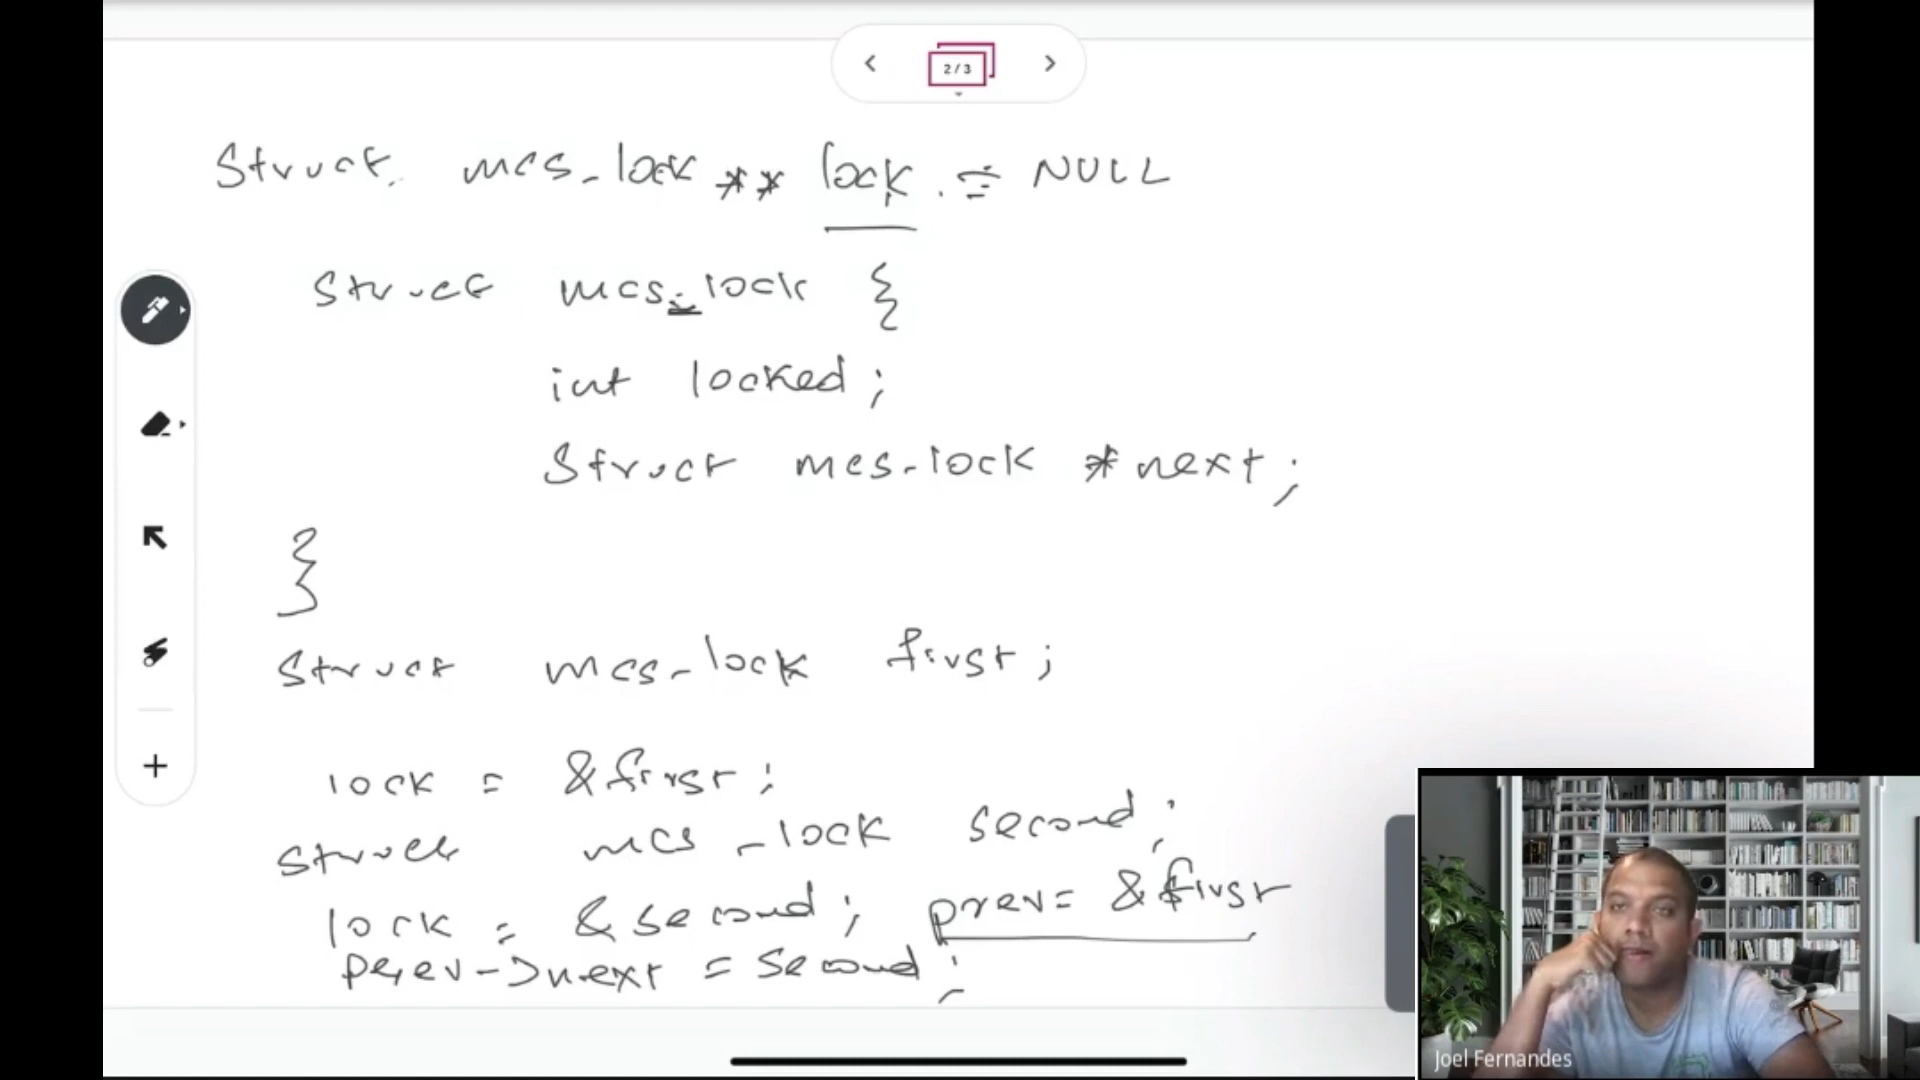 2/3
Struct. mcs_lock ** lock. = NULL
Struct mcs_lock {
int locked;
Struct mcs_lock *next;
}
Struct mcs_lock first;
lock = &first;
Struct mcs_lock second;
lock = &second; prev= &first
prev->next = second;
Joel Fernandes